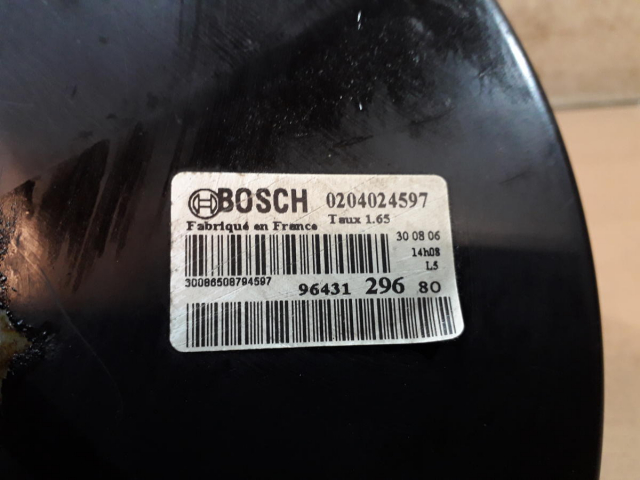 BOSCH 0204024597
Fabriqué en France Taux 1.65
30 08 06
14h08
L5
30086508794597
96431 296 80